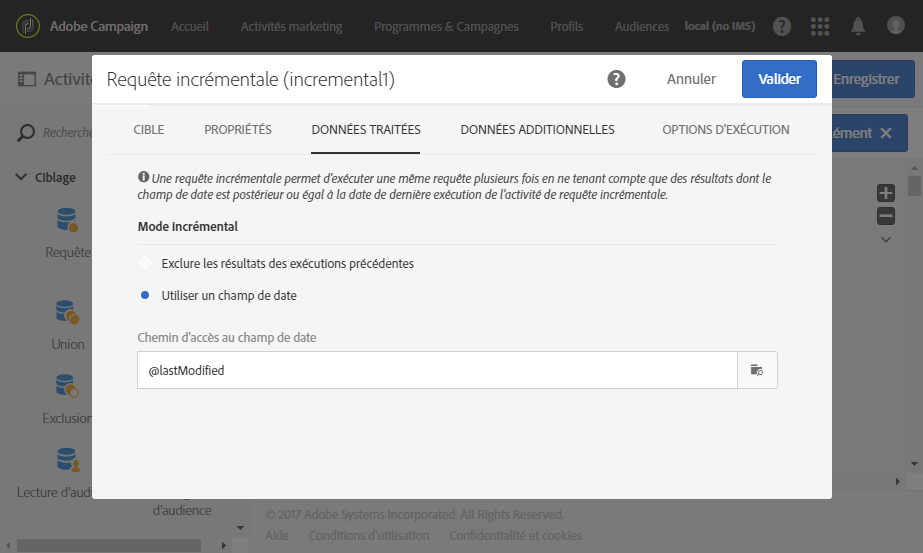 Adobe Campaign Accueil Activités marketing Programmes & Campagnes Profils Audiences local (no IMS)
Requête incrémentale (incremental1) Annuler Valider Enregistrer
CIBLE PROPRIÉTÉS DONNÉES TRAITÉES DONNÉES ADDITIONNELLES OPTIONS D'EXÉCUTION
Une requête incrémentale permet d'exécuter une même requête plusieurs fois en ne tenant compte que des résultats dont le
champ de date est postérieur ou égal à la date de dernière exécution de l'activité de requête incrémentale.
Mode Incrémental
Exclure les résultats des exécutions précédentes
Utiliser un champ de date
Chemin d'accès au champ de date
@lastModified
Activité
Recherche
Ciblage
Requête
Union
Exclusion
Lecture d'audi
d'audience
ément
© 2017 Adobe Systems Incorporated. All Rights Reserved.
Aide Conditions d'utilisation Confidentialité et cookies